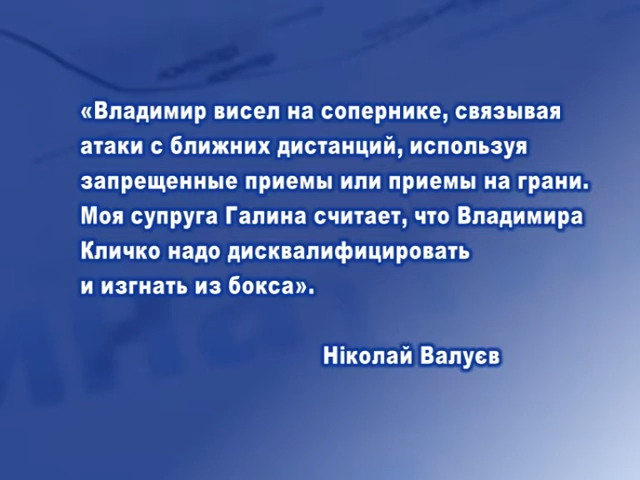 «Владимир висел на сопернике, связывая
атаки с ближних дистанций, используя
запрещенные приемы или приемы на грани.
Моя супруга Галина считает, что Владимира
Кличко надо дисквалифицировать
и изгнать из бокса».
Ніколай Валуєв